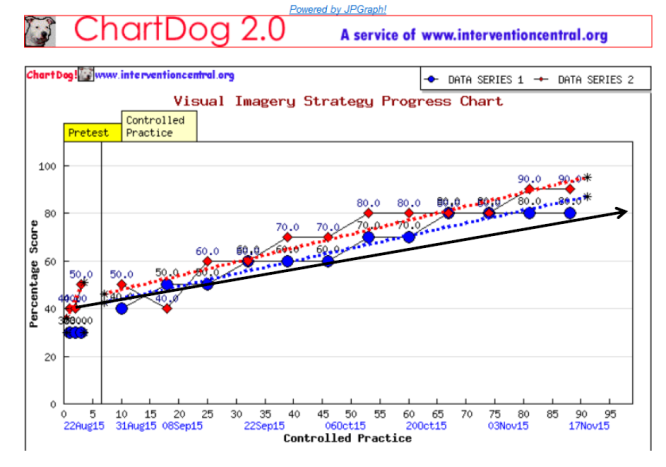 Powered by JPGraph!
ChartDog 2.0
A service of www.interventioncentral.org
ChartDog! www.interventioncentral.org
DATA SERIES 1 DATA SERIES 2
Visual Imagery Strategy Progress Chart
Controlled
Pretest Practice
100
90.0 90.0
80.0 80.0 80.0 80.0
80
70.0 70.0 70.0 70.0
60.0 60.0 60.0
60
50.0 50.0 50.0
40.0
40
20
0
Percentage Score
0 5 10 15 20 25 30 35 40 45 50 55 60 65 70 75 80 85 90 95
22Aug15 31Aug15 08Sep15 22Sep15 06Oct15 20Oct15 03Nov15 17Nov15
Controlled Practice